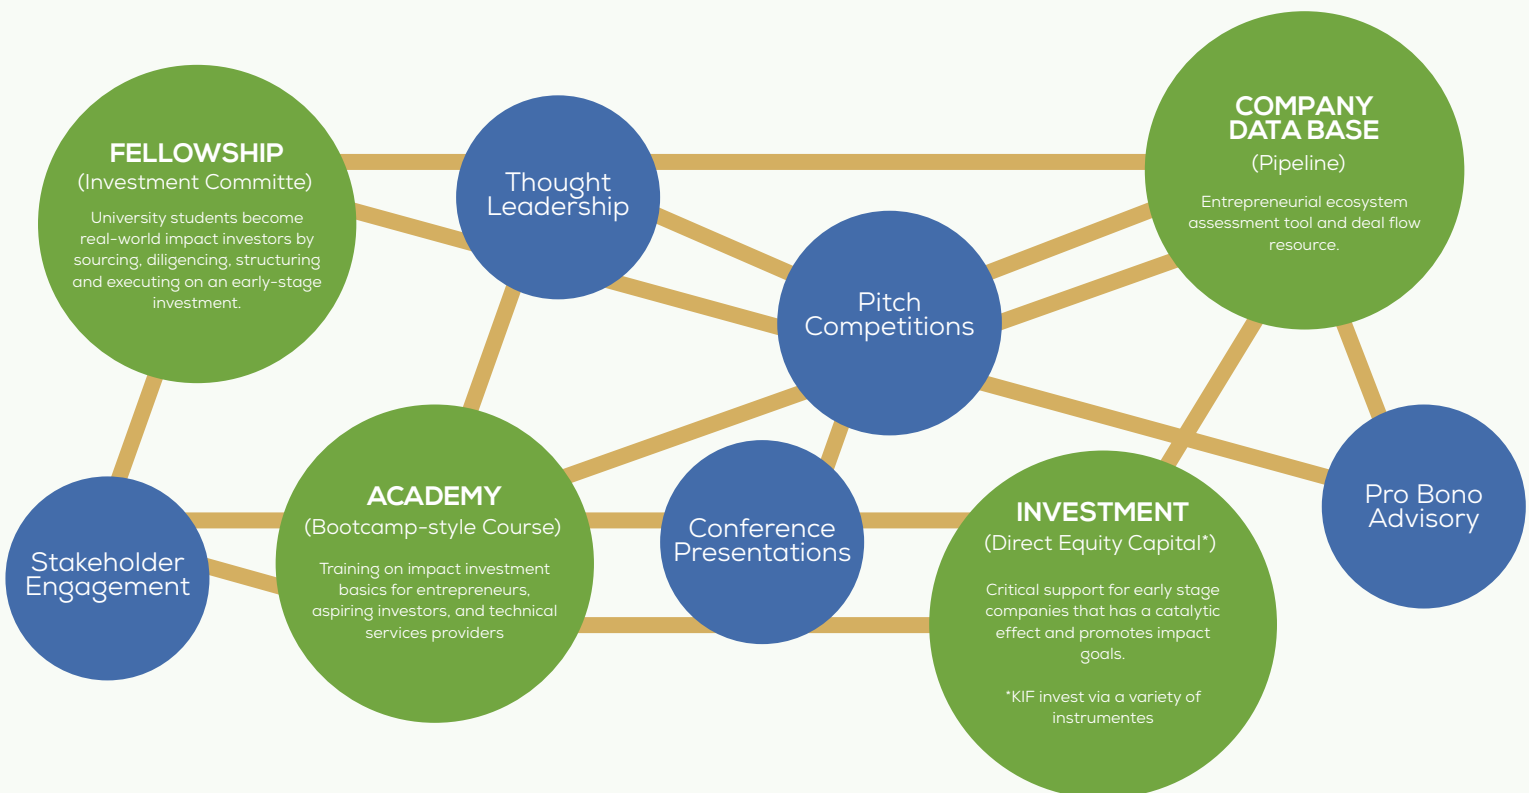 FELLOWSHIP
(Investment Committe)
University students become
real-world impact investors by
sourcing, diligencing, structuring
and executing on an early-stage
investment.
Thought
Leadership
COMPANY
DATA BASE
(Pipeline)
Entrepreneurial ecosystem
assessment tool and deal flow
resource.
Pitch
Competitions
Stakeholder
Engagement
ACADEMY
(Bootcamp-style Course)
Training on impact investment
basics for entrepreneurs,
aspiring investors, and technical
services providers
Conference
Presentations
INVESTMENT
(Direct Equity Capital*)
Critical support for early stage
companies that has a catalytic
effect and promotes impact
goals.
*KIF invest via a variety of
instrumentes
Pro Bono
Advisory